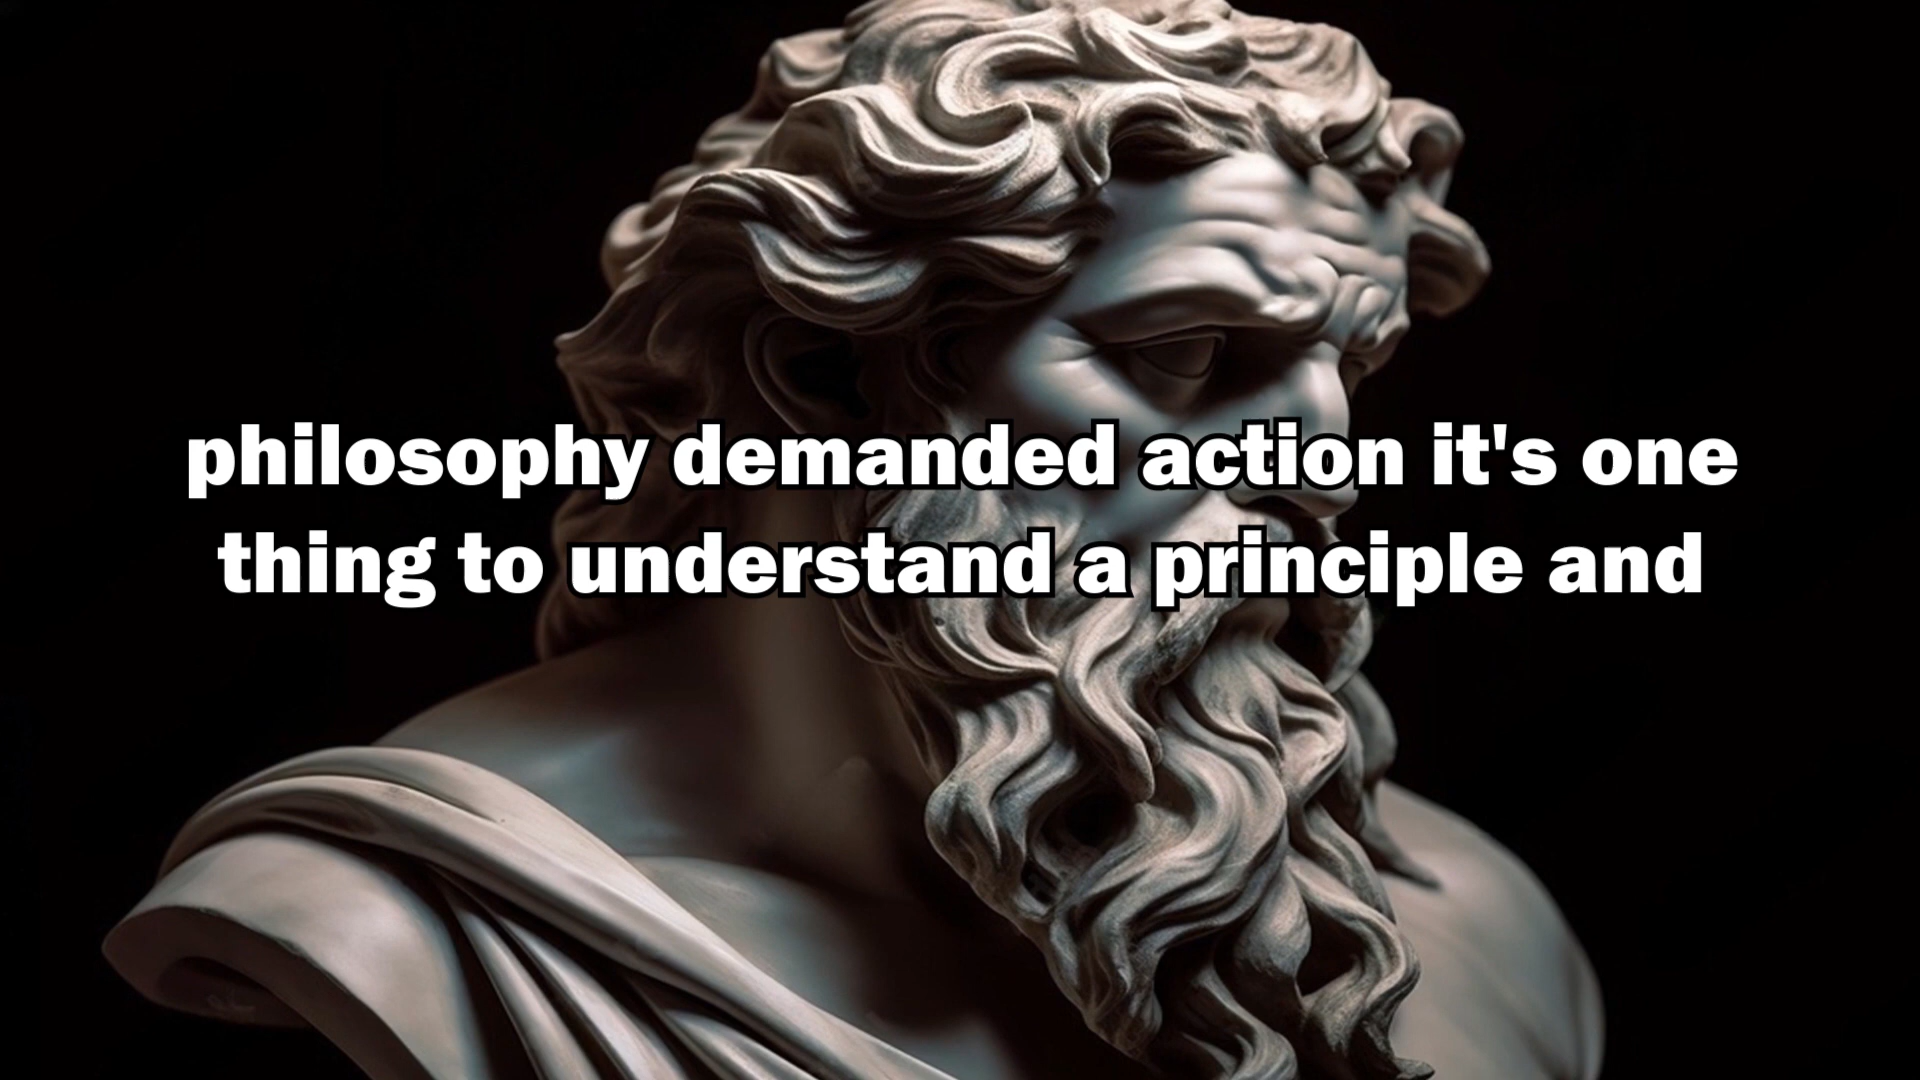 philosophy demanded action it's one
thing to understand a principle and